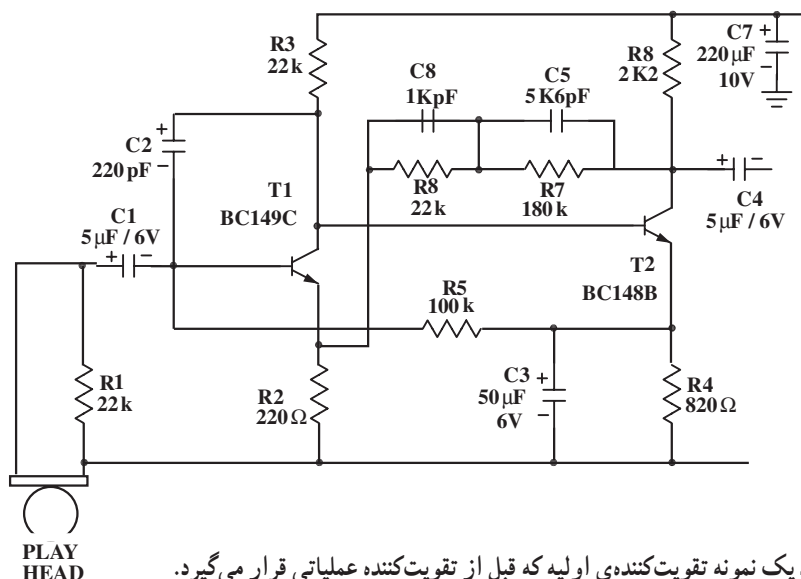 R3
22k
C8
1KpF
C5
5K6pF
R8
2K2
C7
+
220μF
−
10V
+
C2
220pF −
T1
BC149C
R8
22k
R7
180k
+ −
C4
5μF/6V
C1
5μF / 6V
+ −
T2
BC148B
R5
100k
R1
22k
R2
220Ω
C3 +
50μF
− 
6V
R4
820Ω
PLAY
HEAD
یک نمونه تقویت‌کننده‌ی اولیه که قبل از تقویت‌کننده عملیاتی قرار می‌گیرد.